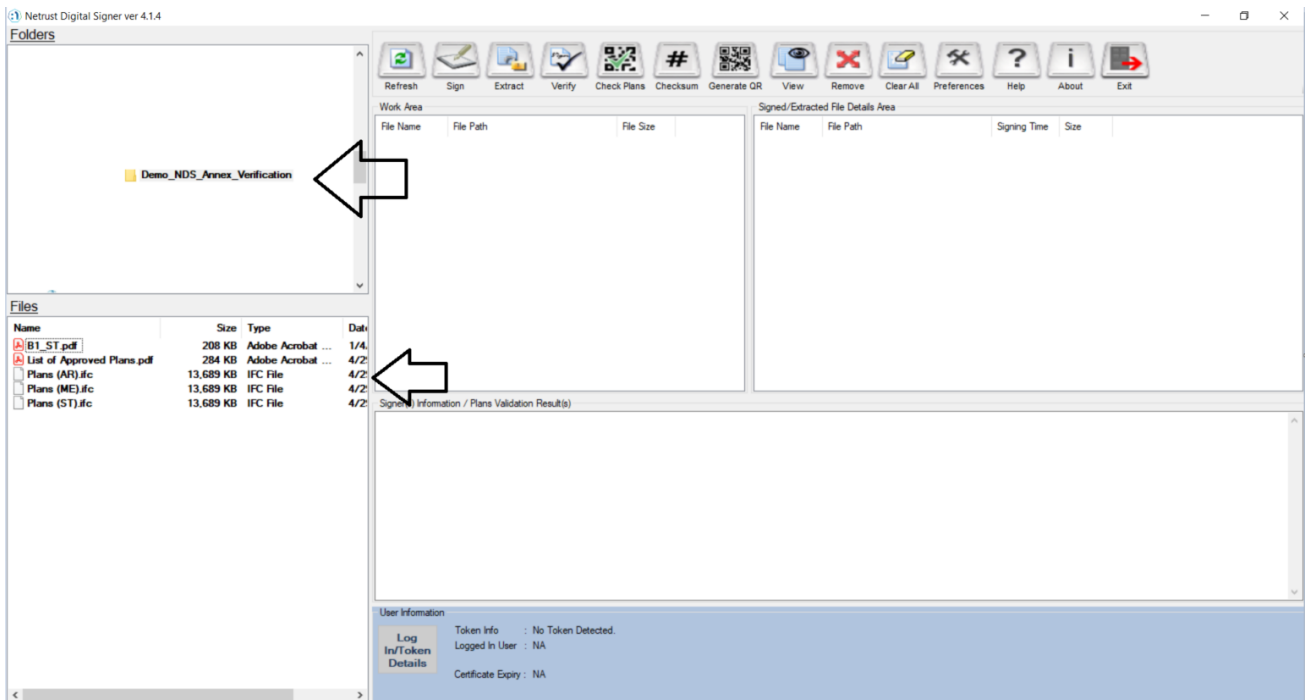 Netrust Digital Signer ver 4.1.4
Folders
Demo_NDS_Annex_Verification
Files
Name Size Type
B1_ST.pdf 208 KB Adobe Acrobat ... 1/4.
List of Approved Plans.pdf 284 KB Adobe Acrobat ...
Plans (AR).ifc 13,689 KB IFC File
Plans (ME).ifc 13,689 KB IFC File
Plans (ST).ifc 13,689 KB IFC File
Refresh Sign Extract Verify Check Plans Checksum Generate QR View Remove Clear All Preferences Help About Exit
Work Area
File Name File Path File Size
Signed/Extracted File Details Area
File Name File Path Signing Time Size
Information / Plans Validation Result(s)
User Information
Log In/Token Details
Token Info : No Token Detected.
Logged In User : NA
Certificate Expiry : NA